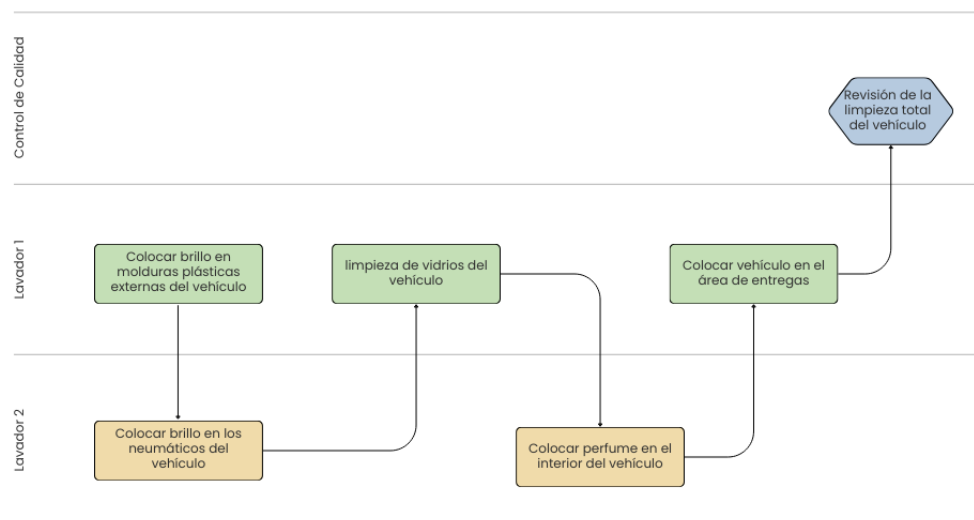 Control de Calidad
Revisión de la
limpieza total
del vehículo
Lavador 1
Colocar brillo en
molduras plásticas
externas del vehículo
limpieza de vidrios del
vehículo
Colocar vehículo en el
área de entregas
Lavador 2
Colocar brillo en los
neumáticos del
vehículo
Colocar perfume en el
interior del vehículo